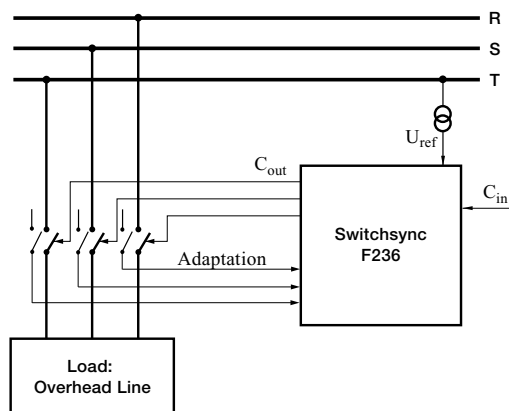 R
S
T
U_ref
C_out
C_in
Switchsync
F236
Adaptation
Load:
Overhead Line